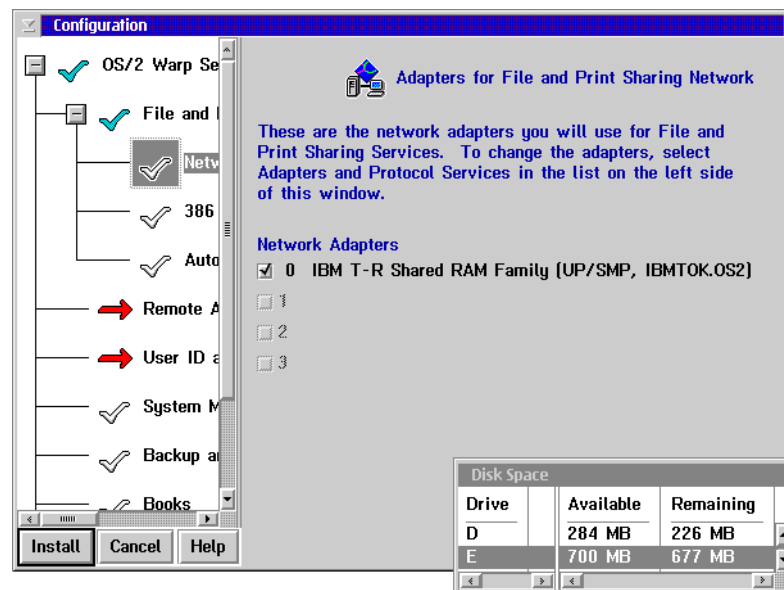 Configuration
OS/2 Warp Se
File and
Netw
386
Auto
Remote A
User ID a
System M
Backup a
Books
Install Cancel Help
Adapters for File and Print Sharing Network
These are the network adapters you will use for File and
Print Sharing Services. To change the adapters, select
Adapters and Protocol Services in the list on the left side
of this window.
Network Adapters
0 IBM T-R Shared RAM Family (UP/SMP, IBMTOK.OS2)
1
2
3
Disk Space
Drive Available Remaining
D 284 MB 226 MB
E 700 MB 677 MB